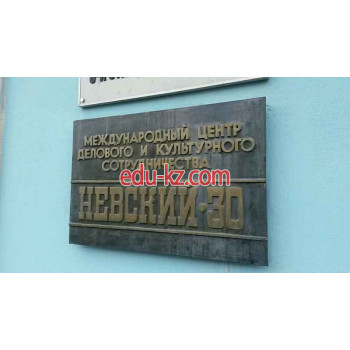 МЕЖДУНАРОДНЫЙ ЦЕНТР
ДЕЛОВОГО И КУЛЬТУРНОГО
СОТРУДНИЧЕСТВА
edu-kz.com
НЕВСКИЙ·30